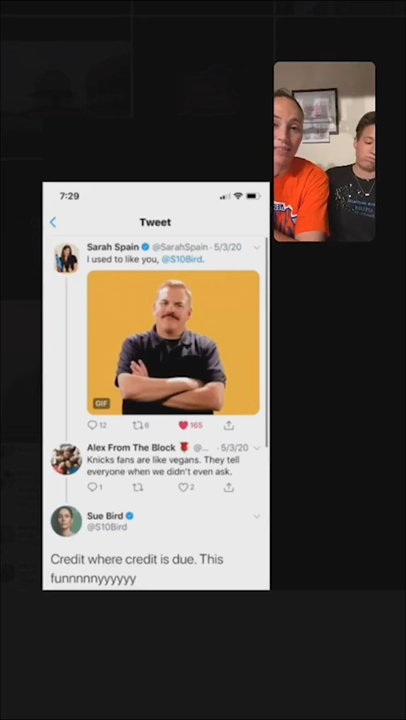 7:29
Tweet
Sarah Spain @SarahSpain · 5/3/20
I used to like you, @S10Bird.
GIF
12 6 165
Alex From The Block @... · 5/3/20
Knicks fans are like vegans. They tell
everyone when we didn't even ask.
1 2
Sue Bird
@S10Bird
Credit where credit is due. This
funnnnnyyyyyy